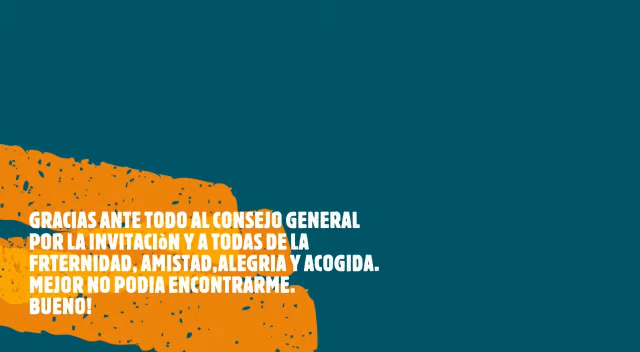 GRACIAS ANTE TODO AL CONSEJO GENERAL
POR LA INVITACIòN Y A TODAS DE LA
FRTERNIDAD, AMISTAD,ALEGRIA Y ACOGIDA.
MEJOR NO PODIA ENCONTRARME.
BUENO!